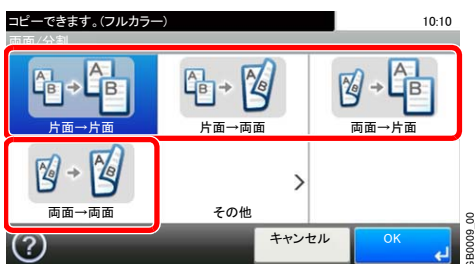 コピーできます。(フルカラー) 10:10
両面/分割
A B A B
A B A B
A B A B
片面→片面 片面→両面 両面→片面
A B A B
両面→両面 その他
? キャンセル OK